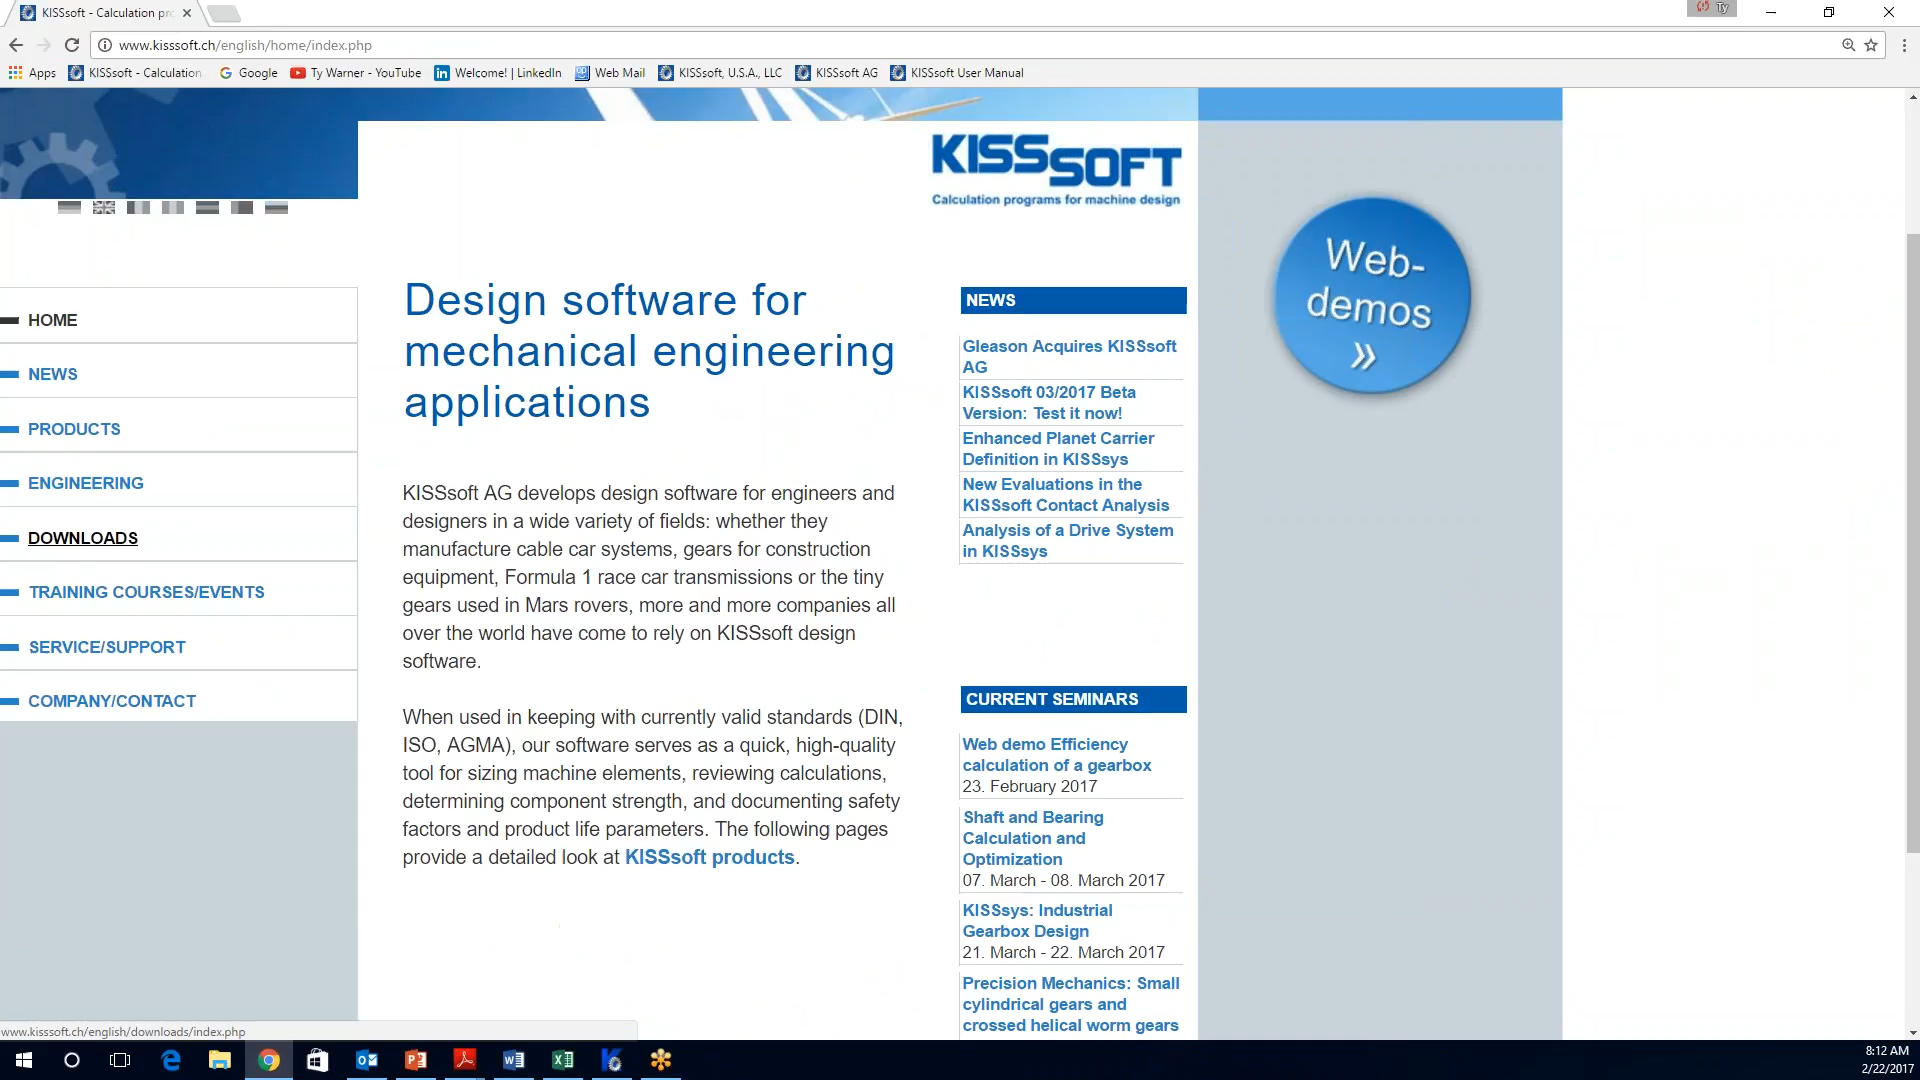 KISSsoft - Calculation pr
Ty
www.kisssoft.ch/english/home/index.php
Apps
KISSsoft - Calculation
Google
Ty Warner - YouTube
Welcome! | LinkedIn
Web Mail
KISSsoft, U.S.A., LLC
KISSsoft AG
KISSsoft User Manual
KISSSOFT
Calculation programs for machine design
HOME
NEWS
PRODUCTS
ENGINEERING
DOWNLOADS
TRAINING COURSES/EVENTS
SERVICE/SUPPORT
COMPANY/CONTACT
Design software for
mechanical engineering
applications
KISSsoft AG develops design software for engineers and
designers in a wide variety of fields: whether they
manufacture cable car systems, gears for construction
equipment, Formula 1 race car transmissions or the tiny
gears used in Mars rovers, more and more companies all
over the world have come to rely on KISSsoft design
software.
When used in keeping with currently valid standards (DIN,
ISO, AGMA), our software serves as a quick, high-quality
tool for sizing machine elements, reviewing calculations,
determining component strength, and documenting safety
factors and product life parameters. The following pages
provide a detailed look at KISSsoft products.
NEWS
Gleason Acquires KISSsoft
AG
KISSsoft 03/2017 Beta
Version: Test it now!
Enhanced Planet Carrier
Definition in KISSsys
New Evaluations in the
KISSsoft Contact Analysis
Analysis of a Drive System
in KISSsys
CURRENT SEMINARS
Web demo Efficiency
calculation of a gearbox
23. February 2017
Shaft and Bearing
Calculation and
Optimization
07. March - 08. March 2017
KISSsys: Industrial
Gearbox Design
21. March - 22. March 2017
Precision Mechanics: Small
cylindrical gears and
crossed helical worm gears
Web-
demos
»
www.kisssoft.ch/english/downloads/index.php
8:12 AM
2/22/2017